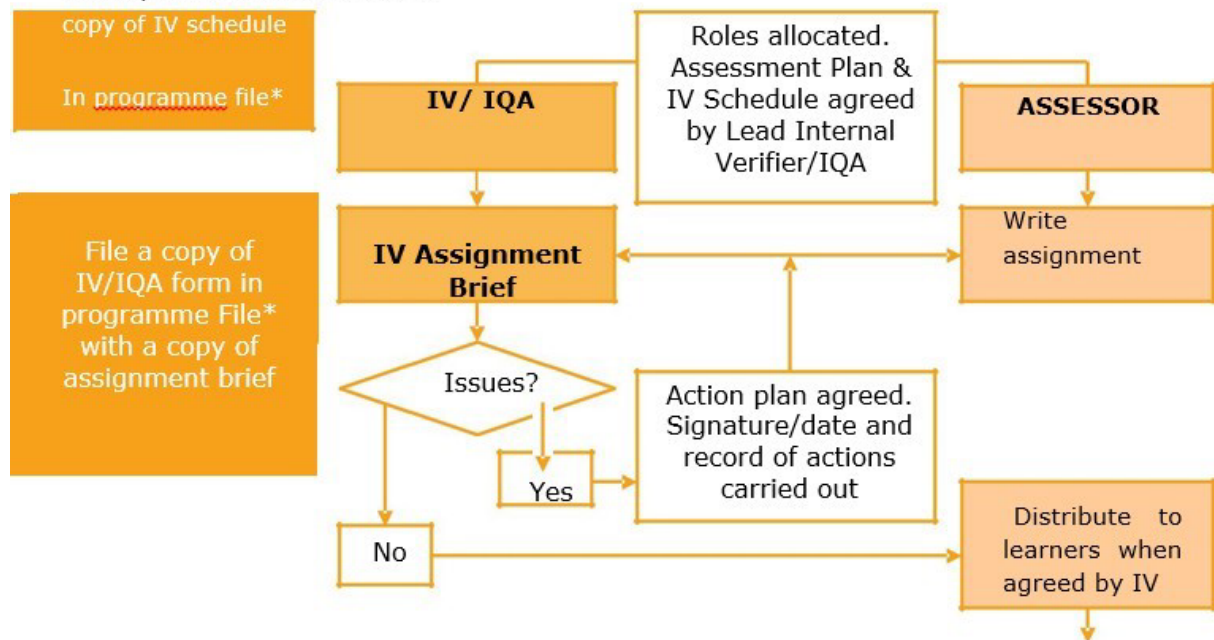 copy of IV schedule
In programme file*
Roles allocated.
Assessment Plan &
IV Schedule agreed
by Lead Internal
Verifier/IQA
IV/ IQA
ASSESSOR
File a copy of
IV/IQA form in
programme File*
with a copy of
assignment brief
IV Assignment
Brief
Write
assignment
Issues?
Action plan agreed.
Signature/date and
record of actions
carried out
Yes
No
Distribute to
learners when
agreed by IV